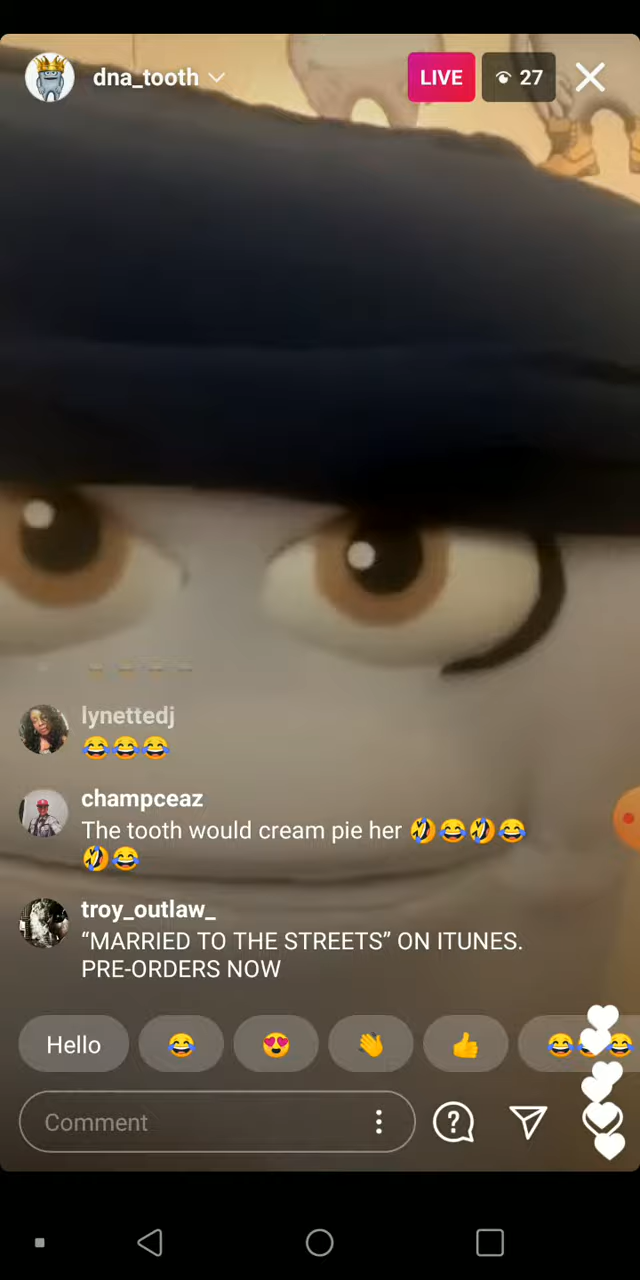 dna_tooth
LIVE
27
lynettedj
😂😂😂
champceaz
The tooth would cream pie her 🤣😂🤣😂
🤣😂
troy_outlaw_
“MARRIED TO THE STREETS” ON ITUNES.
PRE-ORDERS NOW
Hello
Comment